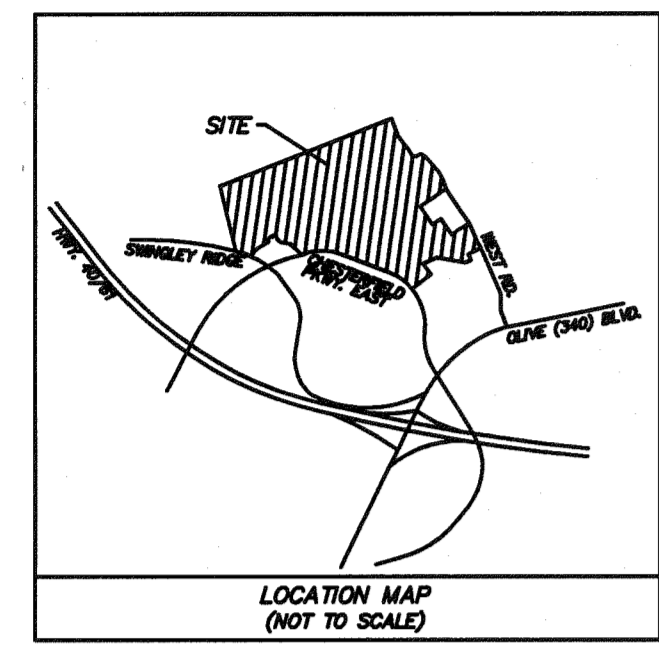 SITE
HWY. 40/61
SWINGLEY RIDGE
CHESTERFIELD
PKWY. EAST
WEST RD.
OLIVE (340) BLVD.
LOCATION MAP
(NOT TO SCALE)